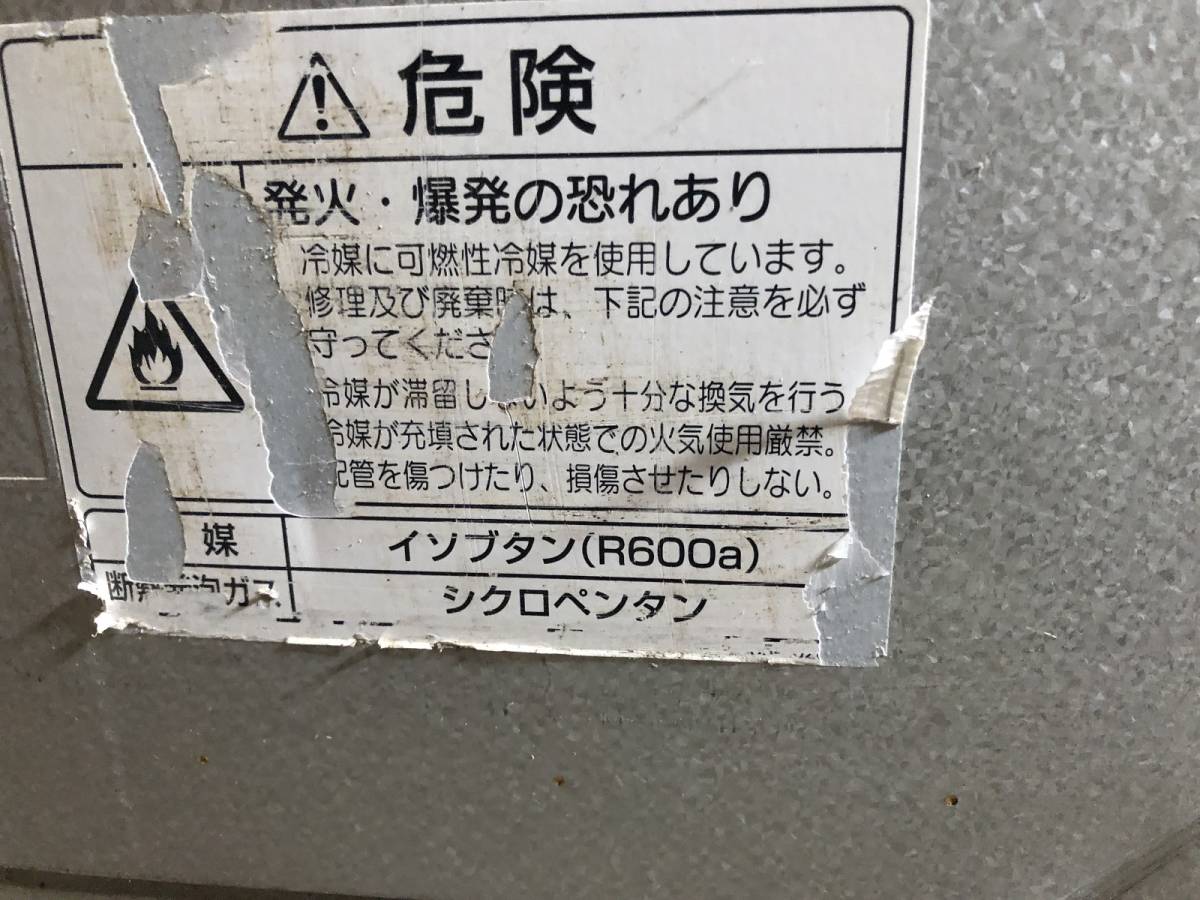 危険
発火・爆発の恐れあり
冷媒に可燃性冷媒を使用しています。
修理及び廃棄時は、下記の注意を必ず
守ってくださ
冷媒が滞留しないよう十分な換気を行う
冷媒が充填された状態での火気使用厳禁。
配管を傷つけたり、損傷させたりしない。
媒 イソブタン(R600a)
断熱発泡ガス シクロペンタン